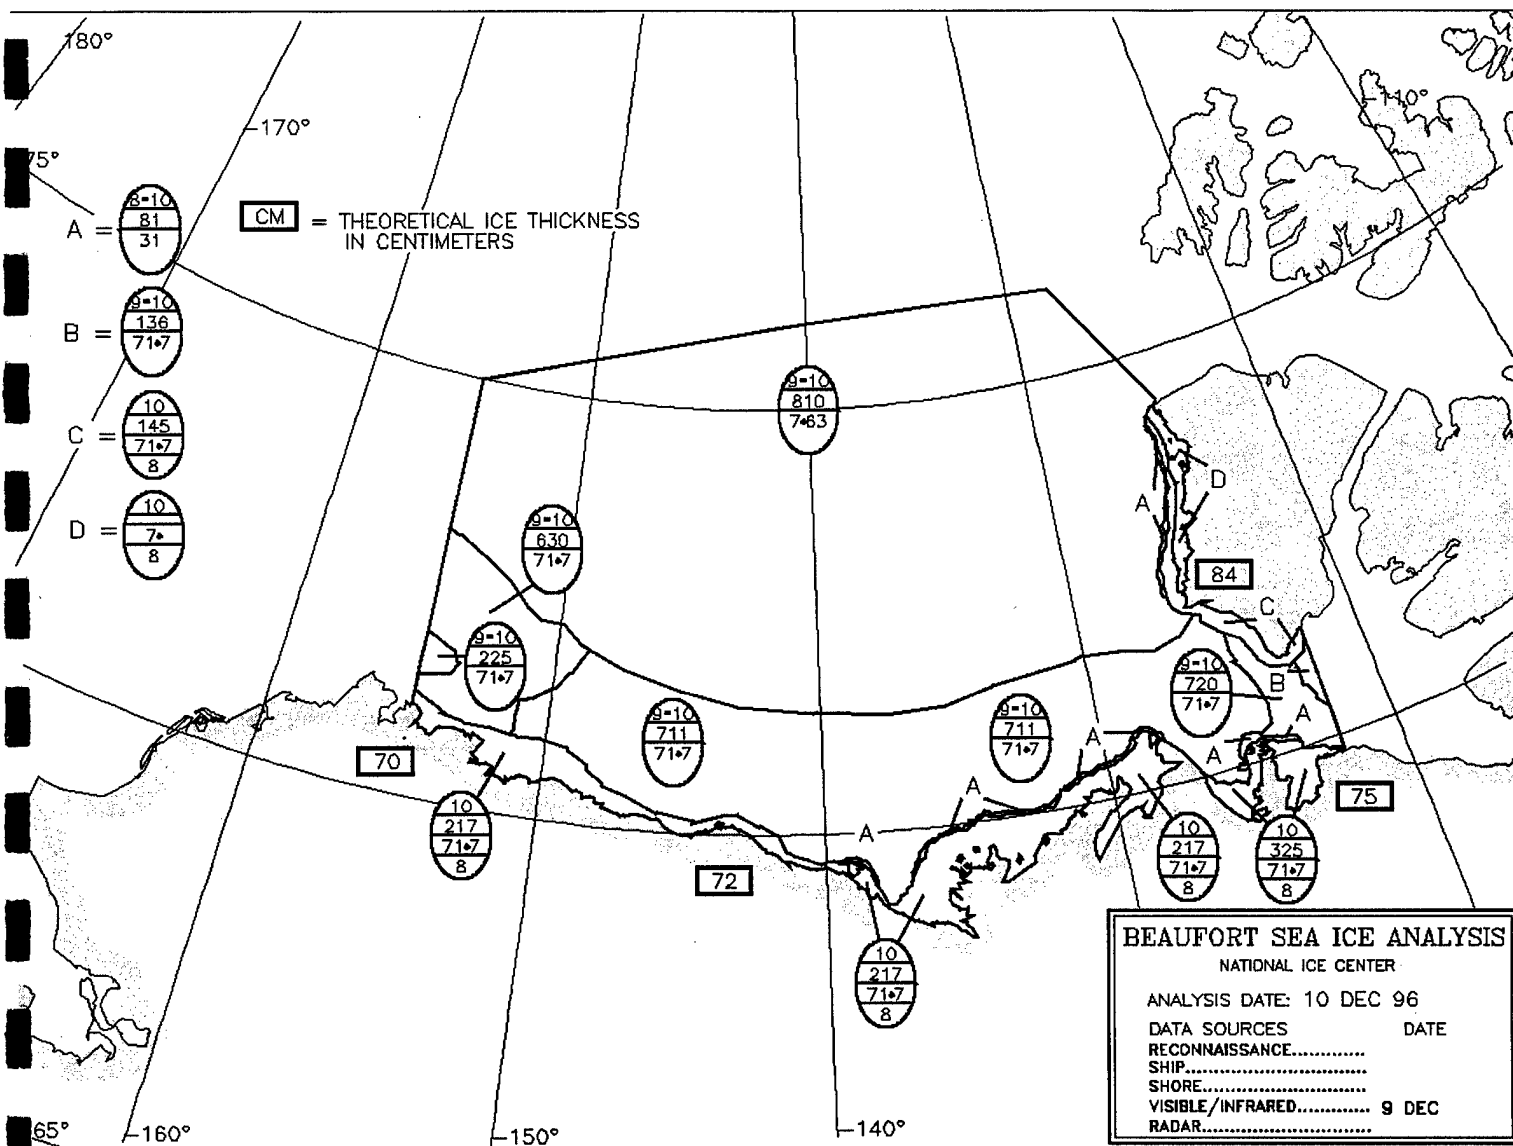 180°
-170°
-110°
75°
A =
8-10
81
31
CM = THEORETICAL ICE THICKNESS
IN CENTIMETERS
B =
9-10
136
71•7
C =
10
145
71•7
8
D =
10
7•
8
9-10
810
7•63
9-10
630
71•7
9-10
225
71•7
D
A
84
C
9-10
720
71•7
B
9-10
711
71•7
9-10
711
71•7
A
A
A
A
A
70
72
75
10
217
71•7
8
10
217
71•7
8
10
325
71•7
8
10
217
71•7
8
BEAUFORT SEA ICE ANALYSIS
NATIONAL ICE CENTER
ANALYSIS DATE: 10 DEC 96
DATA SOURCES DATE
RECONNAISSANCE.............
SHIP.................................
SHORE..............................
VISIBLE/INFRARED............. 9 DEC
RADAR..............................
65°
-160°
-150°
-140°